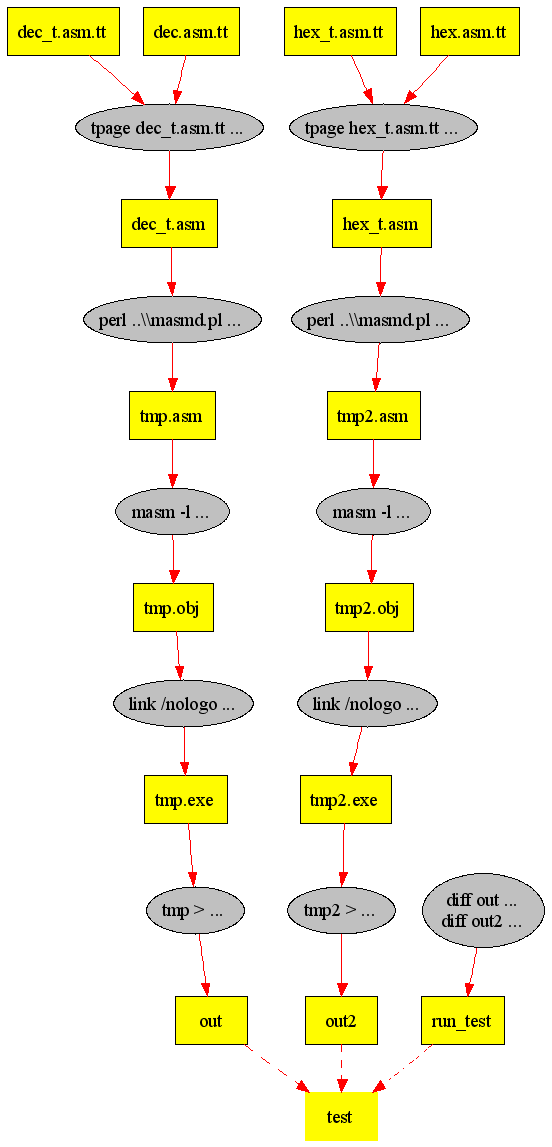 dec_t.asm.tt
dec.asm.tt
hex_t.asm.tt
hex.asm.tt
tpage dec_t.asm.tt ...
tpage hex_t.asm.tt ...
dec_t.asm
hex_t.asm
perl ..\\masmd.pl ...
perl ..\\masmd.pl ...
tmp.asm
tmp2.asm
masm -l ...
masm -l ...
tmp.obj
tmp2.obj
link /nologo ...
link /nologo ...
tmp.exe
tmp2.exe
tmp > ...
tmp2 > ...
diff out ...
diff out2 ...
out
out2
run_test
test